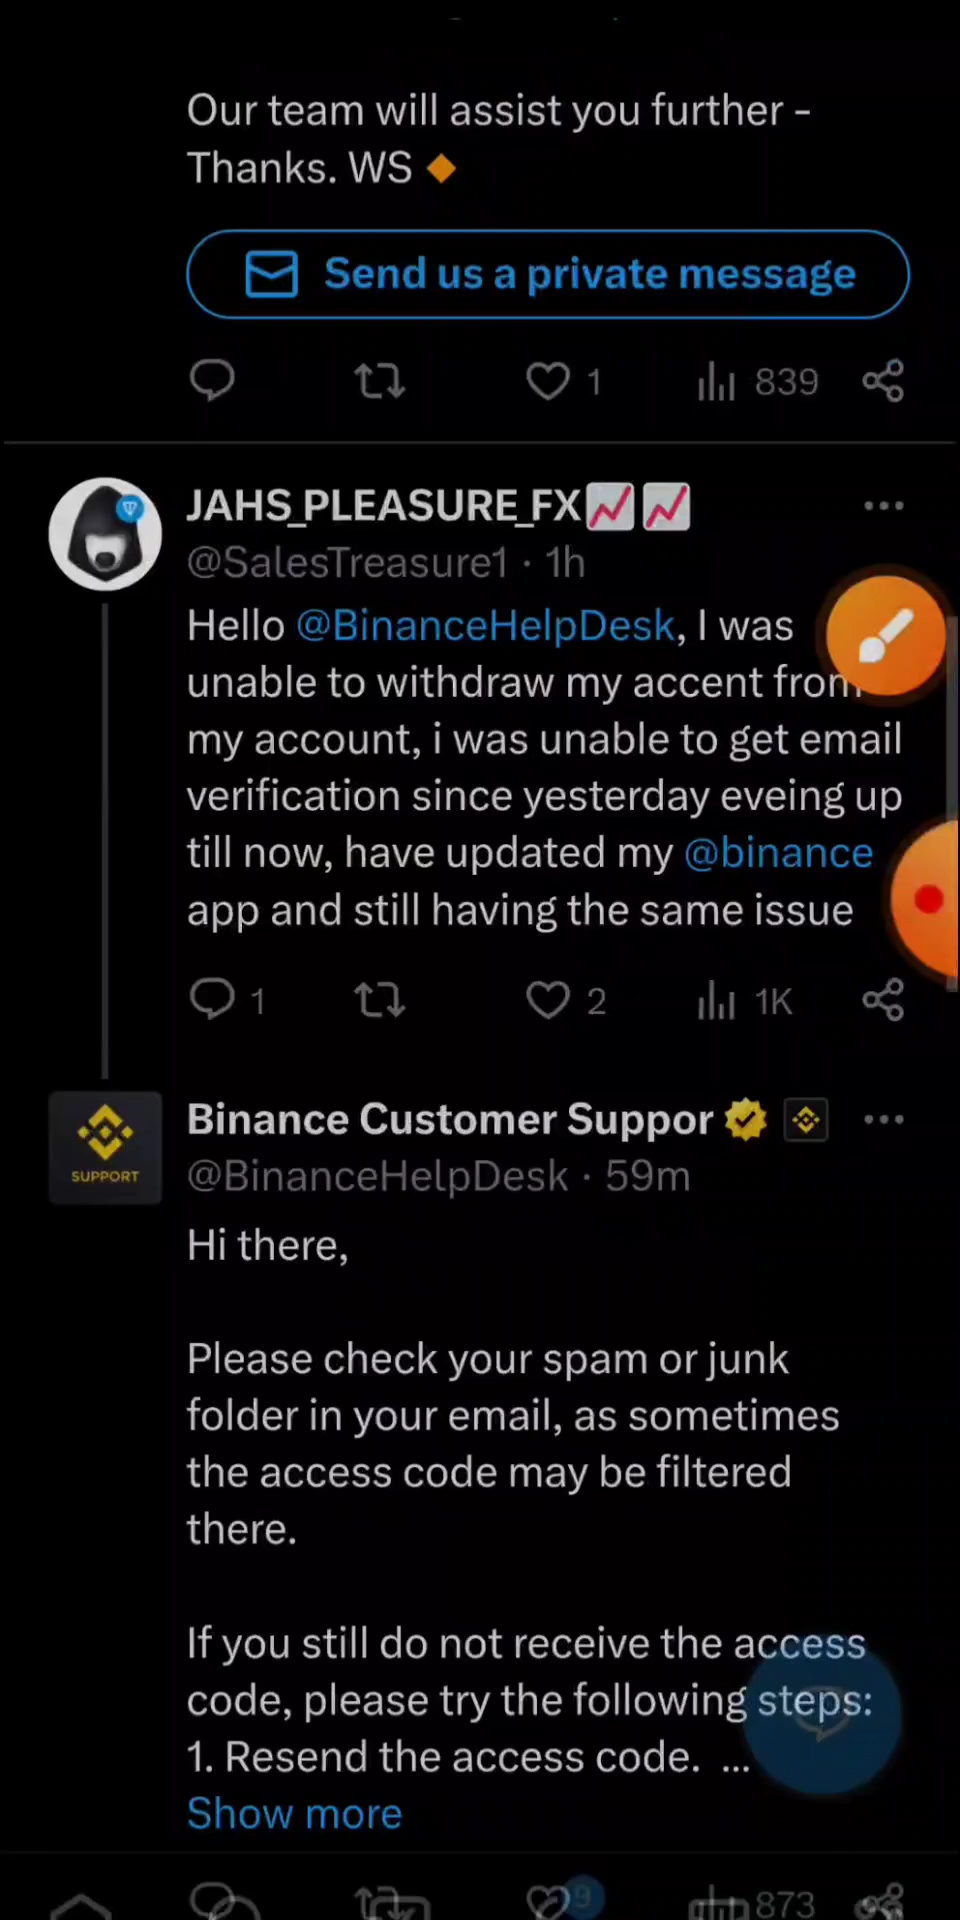 Our team will assist you further -
Thanks. WS 🔸
Send us a private message
1 839
JAHS_PLEASURE_FX📈📈
@SalesTreasure1 · 1h
Hello @BinanceHelpDesk, I was
unable to withdraw my accent from
my account, i was unable to get email
verification since yesterday eveing up
till now, have updated my @binance
app and still having the same issue
1 2 1K
Binance Customer Suppor
SUPPORT
@BinanceHelpDesk · 59m
Hi there,
Please check your spam or junk
folder in your email, as sometimes
the access code may be filtered
there.
If you still do not receive the access
code, please try the following steps:
1. Resend the access code. ...
Show more
9 873